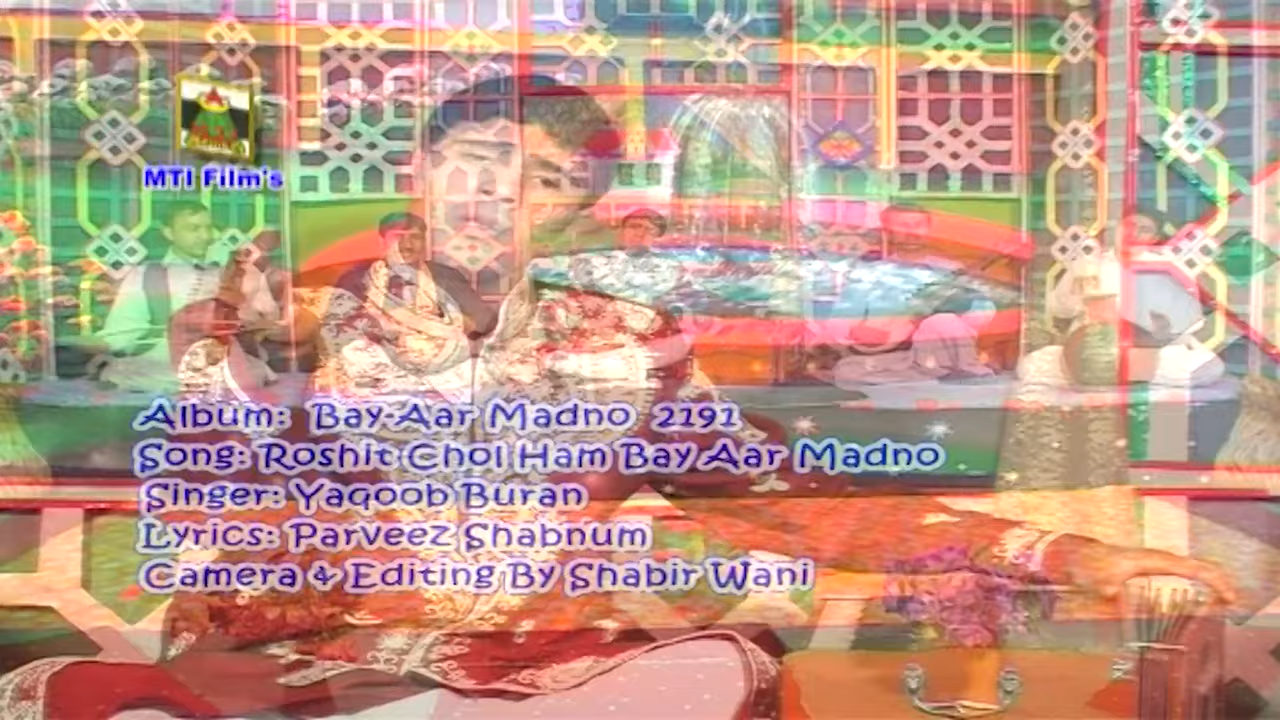 MTI Film's
Album: Bay-Aar Madno 2191
Song: Roshit Chol Ham Bay Aar Madno
Singer: Yaqoob Buran
Lyrics: Parveez Shabnum
Camera & Editing By Shabir Wani